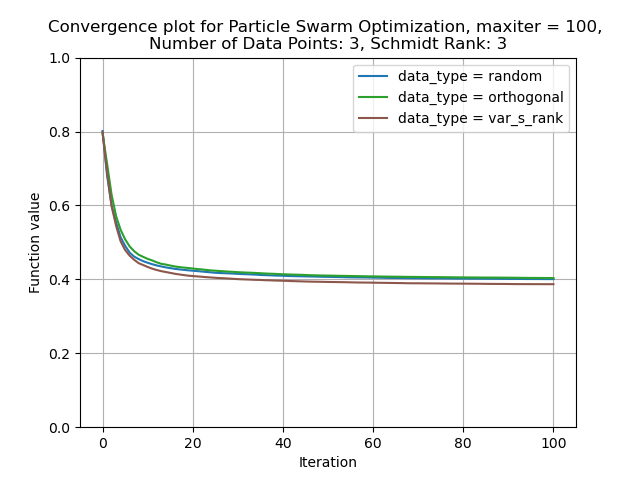 Convergence plot for Particle Swarm Optimization, maxiter = 100,
Number of Data Points: 3, Schmidt Rank: 3
data_type = random
data_type = orthogonal
data_type = var_s_rank
Function value
1.0
0.8
0.6
0.4
0.2
0.0
0 20 40 60 80 100
Iteration